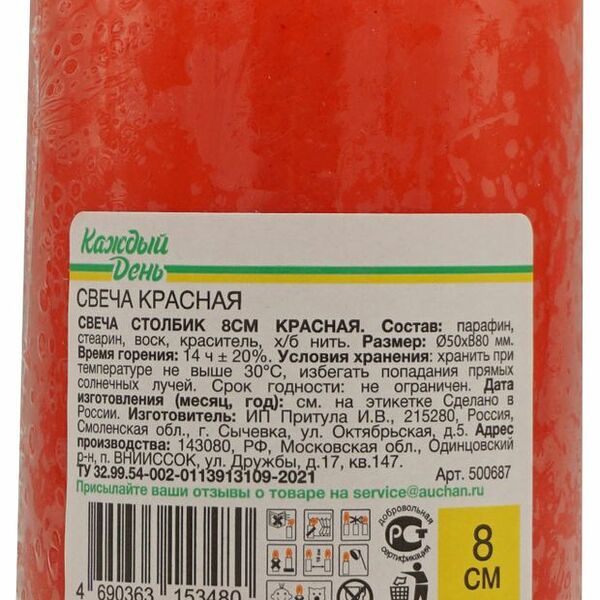 Каждый
День
СВЕЧА КРАСНАЯ
СВЕЧА СТОЛБИК 8СМ КРАСНАЯ. Состав: парафин,
стеарин, воск, краситель, х/б нить. Размер: Ø50хВ80 мм.
Время горения: 14 ч ± 20%. Условия хранения: хранить при
температуре не выше 30°С, избегать попадания прямых
солнечных лучей. Срок годности: не ограничен. Дата
изготовления (месяц, год): см. на этикетке Сделано в
России. Изготовитель: ИП Притула И.В., 215280, Россия,
Смоленская обл., г. Сычевка, ул. Октябрьская, д.5. Адрес
производства: 143080, РФ, Московская обл., Одинцовский
р-н, п. ВНИИССОК, ул. Дружбы, д.17, кв.147.
ТУ 32.99.54-002-0113913109-2021 Арт. 500687
Присылайте ваши отзывы о товаре на service@auchan.ru
добровольная
РСТ
сертификация
8
СМ
4 690363 153480